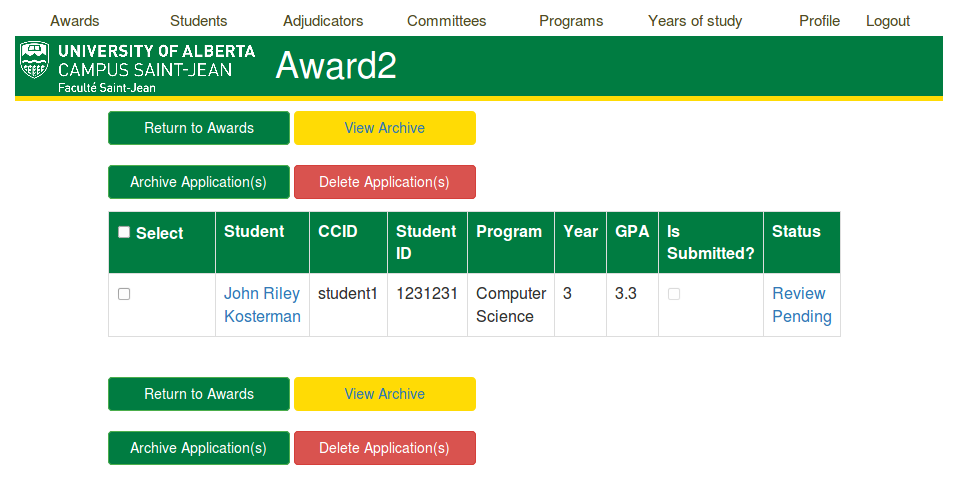 Awards Students Adjudicators Committees Programs Years of study Profile Logout
UNIVERSITY OF ALBERTA
CAMPUS SAINT-JEAN
Faculté Saint-Jean
Award2
Return to Awards View Archive
Archive Application(s) Delete Application(s)
Select Student CCID Student ID Program Year GPA Is Submitted? Status
John Riley Kosterman student1 1231231 Computer Science 3 3.3 Review Pending
Return to Awards View Archive
Archive Application(s) Delete Application(s)